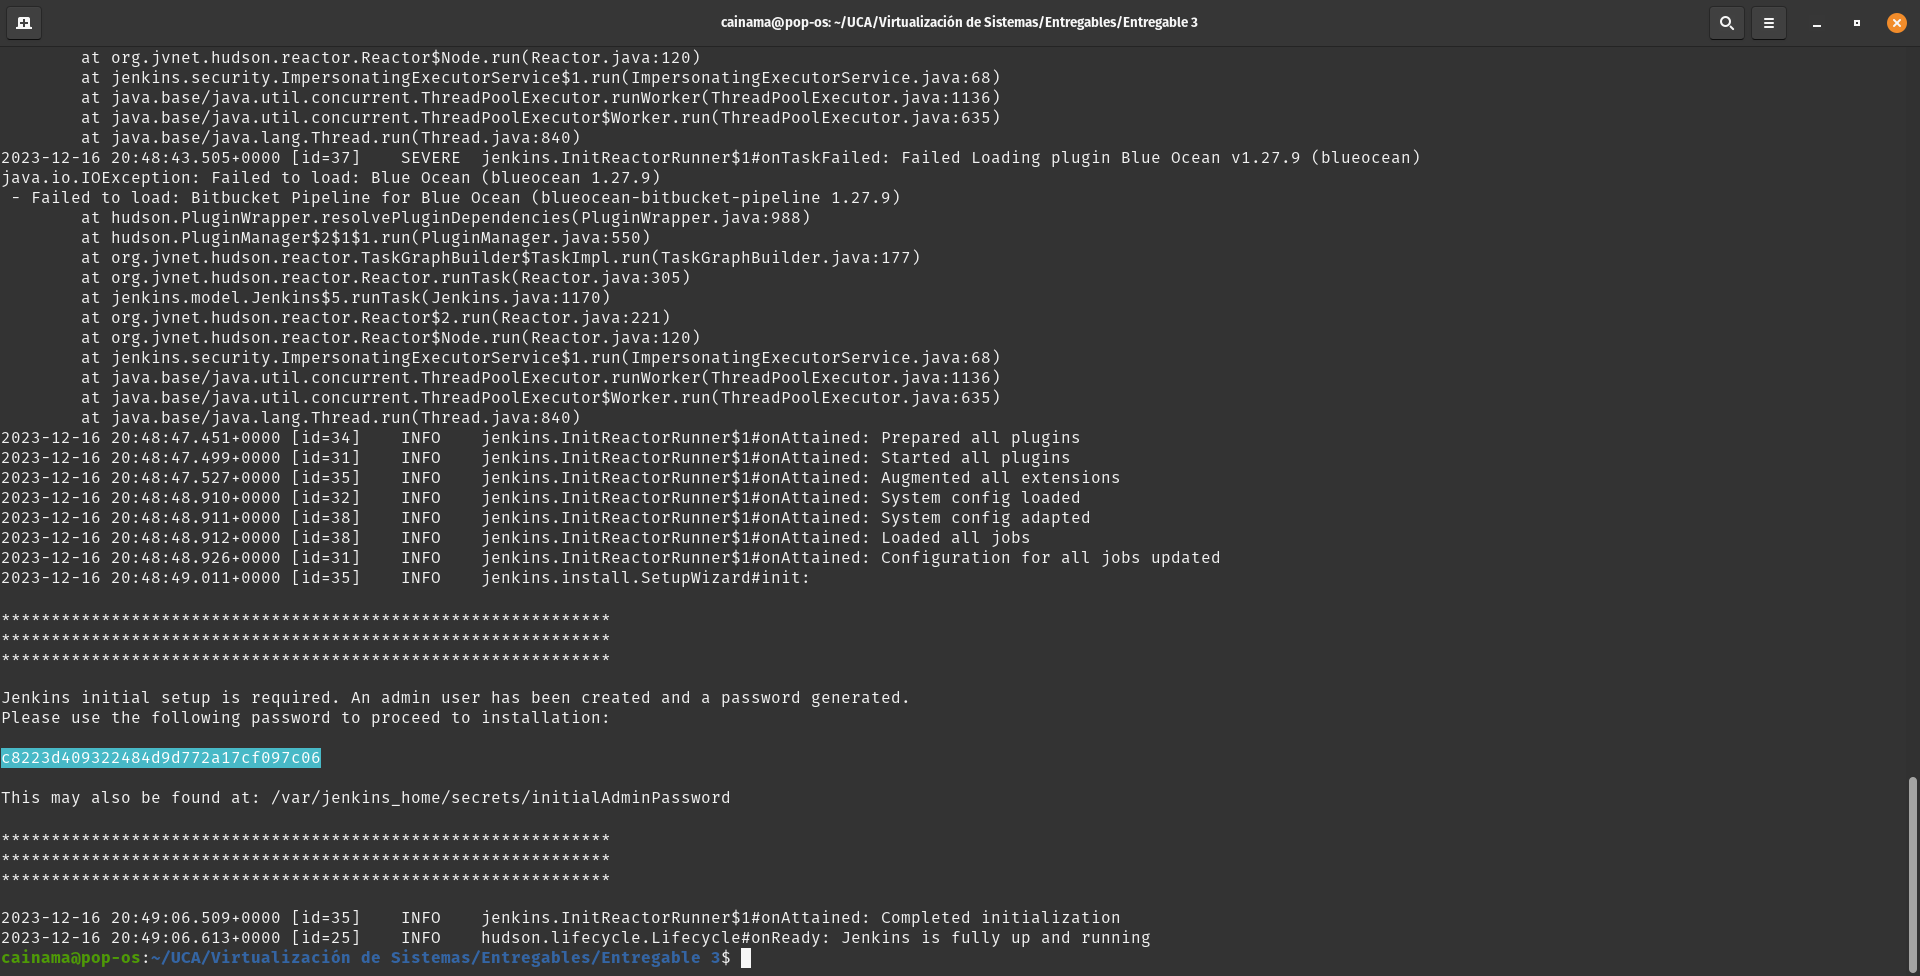 cainama@pop-os: ~/UCA/Virtualización de Sistemas/Entregables/Entregable 3
        at org.jvnet.hudson.reactor.Reactor$Node.run(Reactor.java:120)
        at jenkins.security.ImpersonatingExecutorService$1.run(ImpersonatingExecutorService.java:68)
        at java.base/java.util.concurrent.ThreadPoolExecutor.runWorker(ThreadPoolExecutor.java:1136)
        at java.base/java.util.concurrent.ThreadPoolExecutor$Worker.run(ThreadPoolExecutor.java:635)
        at java.base/java.lang.Thread.run(Thread.java:840)
2023-12-16 20:48:43.505+0000 [id=37]    SEVERE  jenkins.InitReactorRunner$1#onTaskFailed: Failed Loading plugin Blue Ocean v1.27.9 (blueocean)
java.io.IOException: Failed to load: Blue Ocean (blueocean 1.27.9)
 - Failed to load: Bitbucket Pipeline for Blue Ocean (blueocean-bitbucket-pipeline 1.27.9)
        at hudson.PluginWrapper.resolvePluginDependencies(PluginWrapper.java:988)
        at hudson.PluginManager$2$1$1.run(PluginManager.java:550)
        at org.jvnet.hudson.reactor.TaskGraphBuilder$TaskImpl.run(TaskGraphBuilder.java:177)
        at org.jvnet.hudson.reactor.Reactor.runTask(Reactor.java:305)
        at jenkins.model.Jenkins$5.runTask(Jenkins.java:1170)
        at org.jvnet.hudson.reactor.Reactor$2.run(Reactor.java:221)
        at org.jvnet.hudson.reactor.Reactor$Node.run(Reactor.java:120)
        at jenkins.security.ImpersonatingExecutorService$1.run(ImpersonatingExecutorService.java:68)
        at java.base/java.util.concurrent.ThreadPoolExecutor.runWorker(ThreadPoolExecutor.java:1136)
        at java.base/java.util.concurrent.ThreadPoolExecutor$Worker.run(ThreadPoolExecutor.java:635)
        at java.base/java.lang.Thread.run(Thread.java:840)
2023-12-16 20:48:47.451+0000 [id=34]    INFO    jenkins.InitReactorRunner$1#onAttained: Prepared all plugins
2023-12-16 20:48:47.499+0000 [id=31]    INFO    jenkins.InitReactorRunner$1#onAttained: Started all plugins
2023-12-16 20:48:47.527+0000 [id=35]    INFO    jenkins.InitReactorRunner$1#onAttained: Augmented all extensions
2023-12-16 20:48:48.910+0000 [id=32]    INFO    jenkins.InitReactorRunner$1#onAttained: System config loaded
2023-12-16 20:48:48.911+0000 [id=38]    INFO    jenkins.InitReactorRunner$1#onAttained: System config adapted
2023-12-16 20:48:48.912+0000 [id=38]    INFO    jenkins.InitReactorRunner$1#onAttained: Loaded all jobs
2023-12-16 20:48:48.926+0000 [id=31]    INFO    jenkins.InitReactorRunner$1#onAttained: Configuration for all jobs updated
2023-12-16 20:48:49.011+0000 [id=35]    INFO    jenkins.install.SetupWizard#init:
*************************************************************
*************************************************************
*************************************************************
Jenkins initial setup is required. An admin user has been created and a password generated.
Please use the following password to proceed to installation:
c8223d409322484d9d772a17cf097c06
This may also be found at: /var/jenkins_home/secrets/initialAdminPassword
*************************************************************
*************************************************************
*************************************************************
2023-12-16 20:49:06.509+0000 [id=35]    INFO    jenkins.InitReactorRunner$1#onAttained: Completed initialization
2023-12-16 20:49:06.613+0000 [id=25]    INFO    hudson.lifecycle.Lifecycle#onReady: Jenkins is fully up and running
cainama@pop-os:~/UCA/Virtualización de Sistemas/Entregables/Entregable 3$